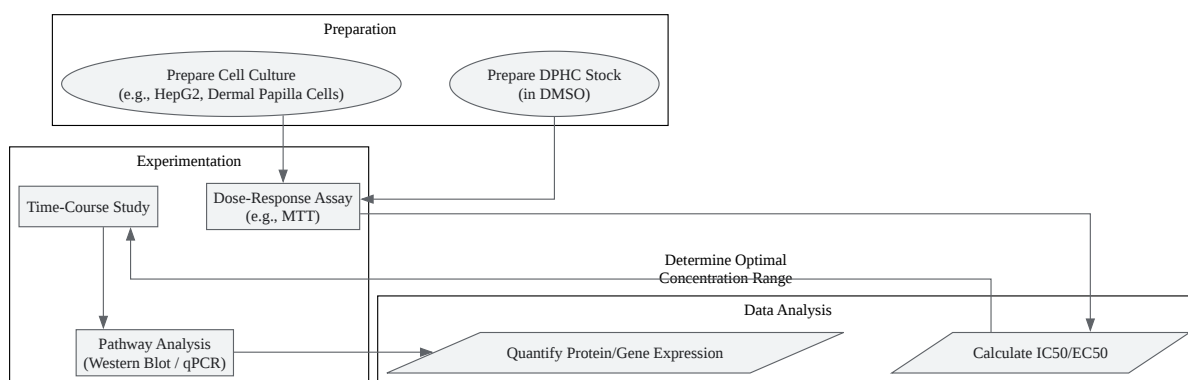 Preparation
Prepare Cell Culture
(e.g., HepG2, Dermal Papilla Cells)
Prepare DPHC Stock
(in DMSO)
Experimentation
Time-Course Study
Dose-Response Assay
(e.g., MTT)
Determine Optimal
Concentration Range
Data Analysis
Pathway Analysis
(Western Blot / qPCR)
Quantify Protein/Gene Expression
Calculate IC50/EC50